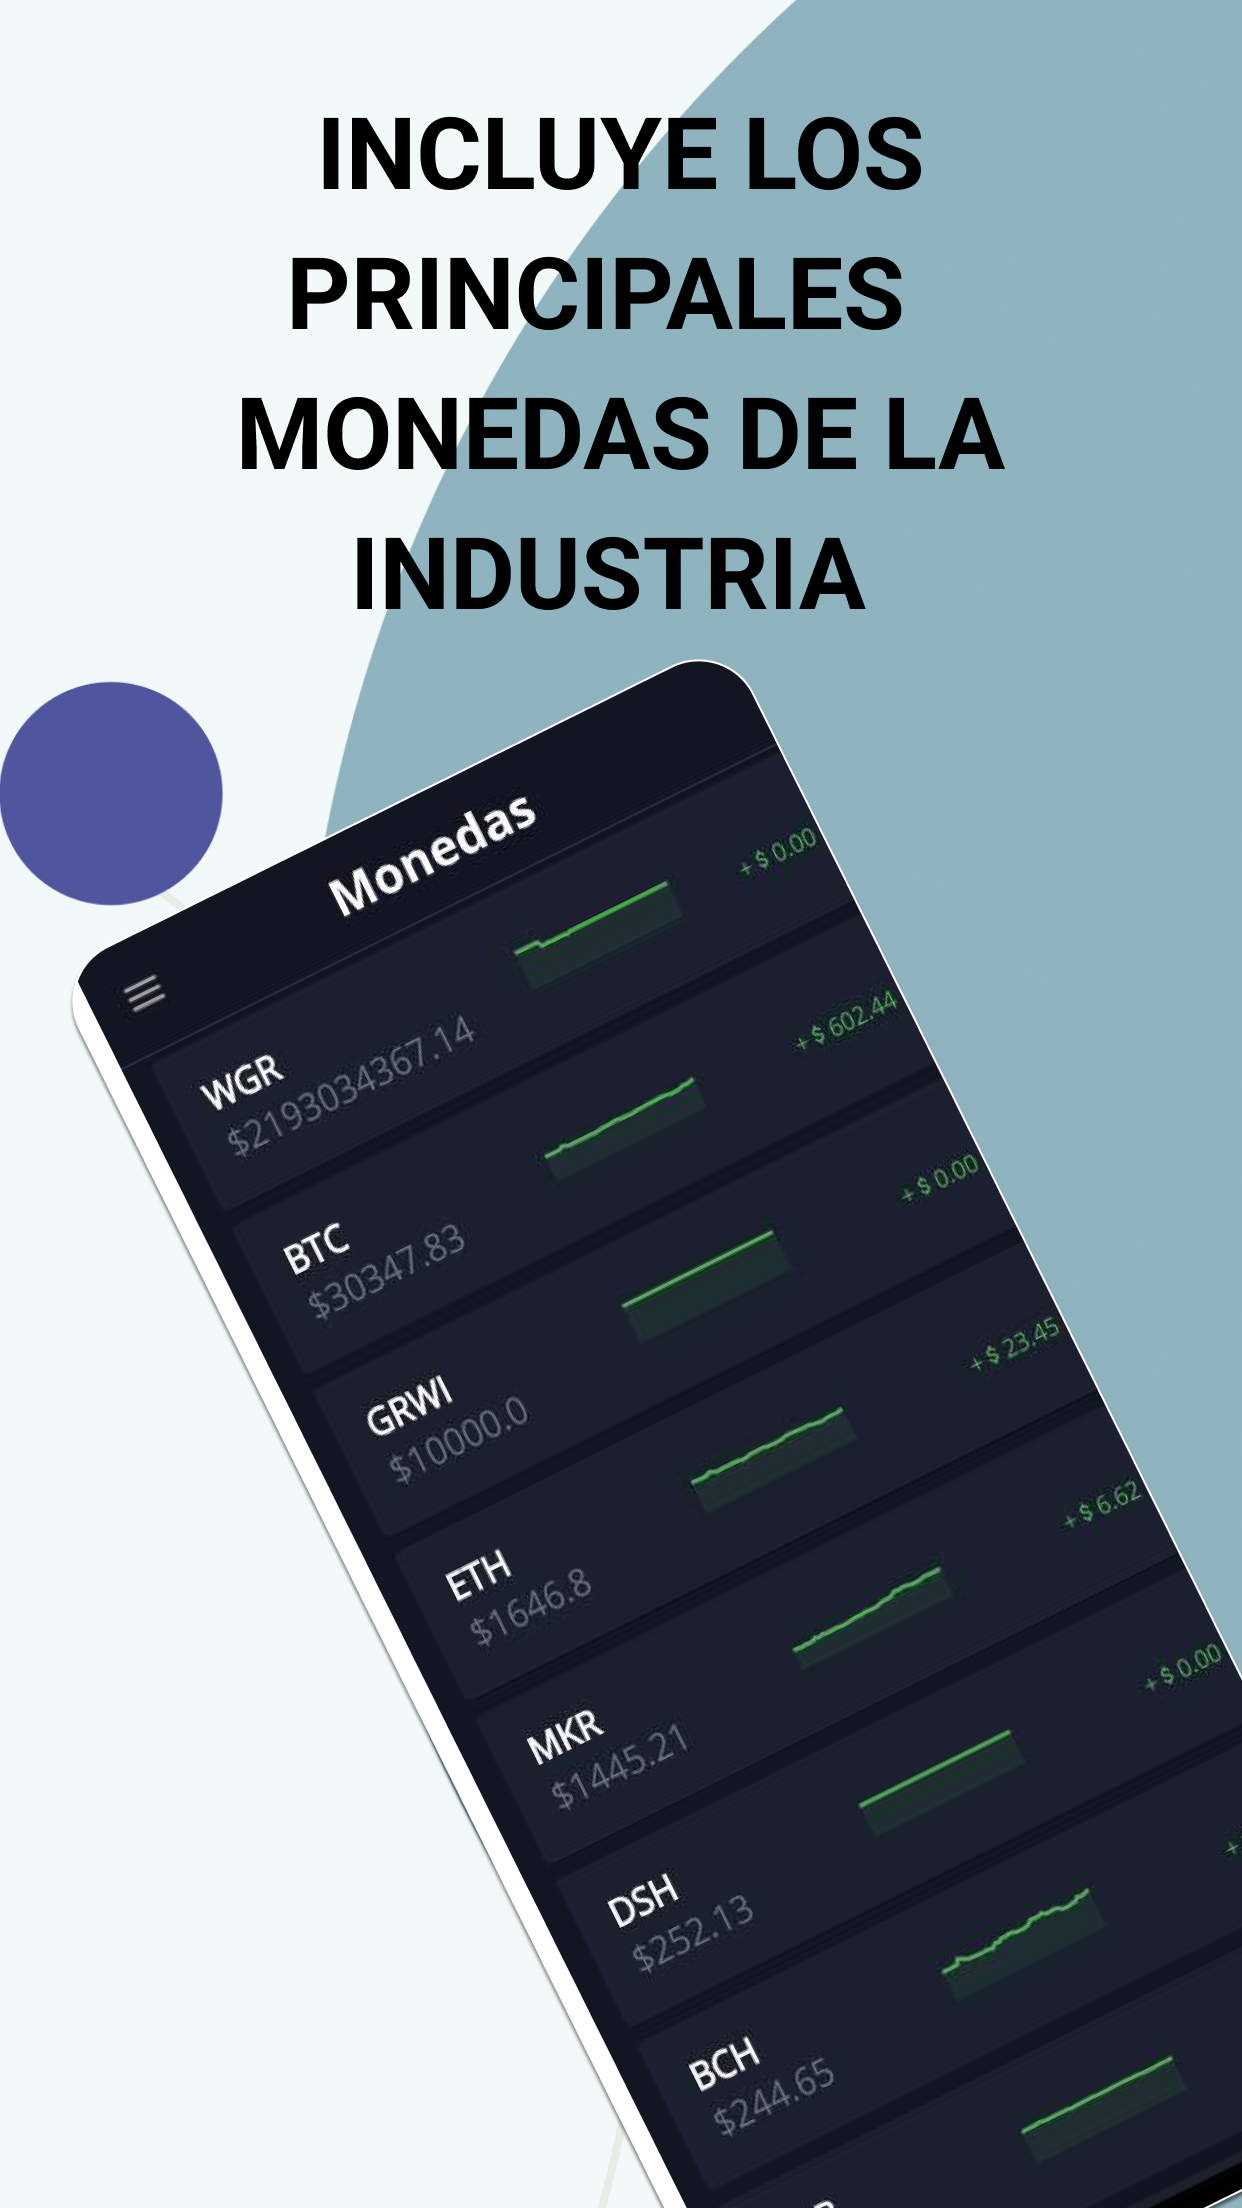 INCLUYE LOS
PRINCIPALES
MONEDAS DE LA
INDUSTRIA
Monedas
WGR
$2193034367.14
+ $ 0.00
BTC
$30347.83
+ $ 602.44
GRWI
$10000.0
+ $ 0.00
ETH
$1646.8
+ $ 23.45
MKR
$1445.21
+ $ 6.62
DSH
$252.13
+ $ 0.00
BCH
$244.65
+